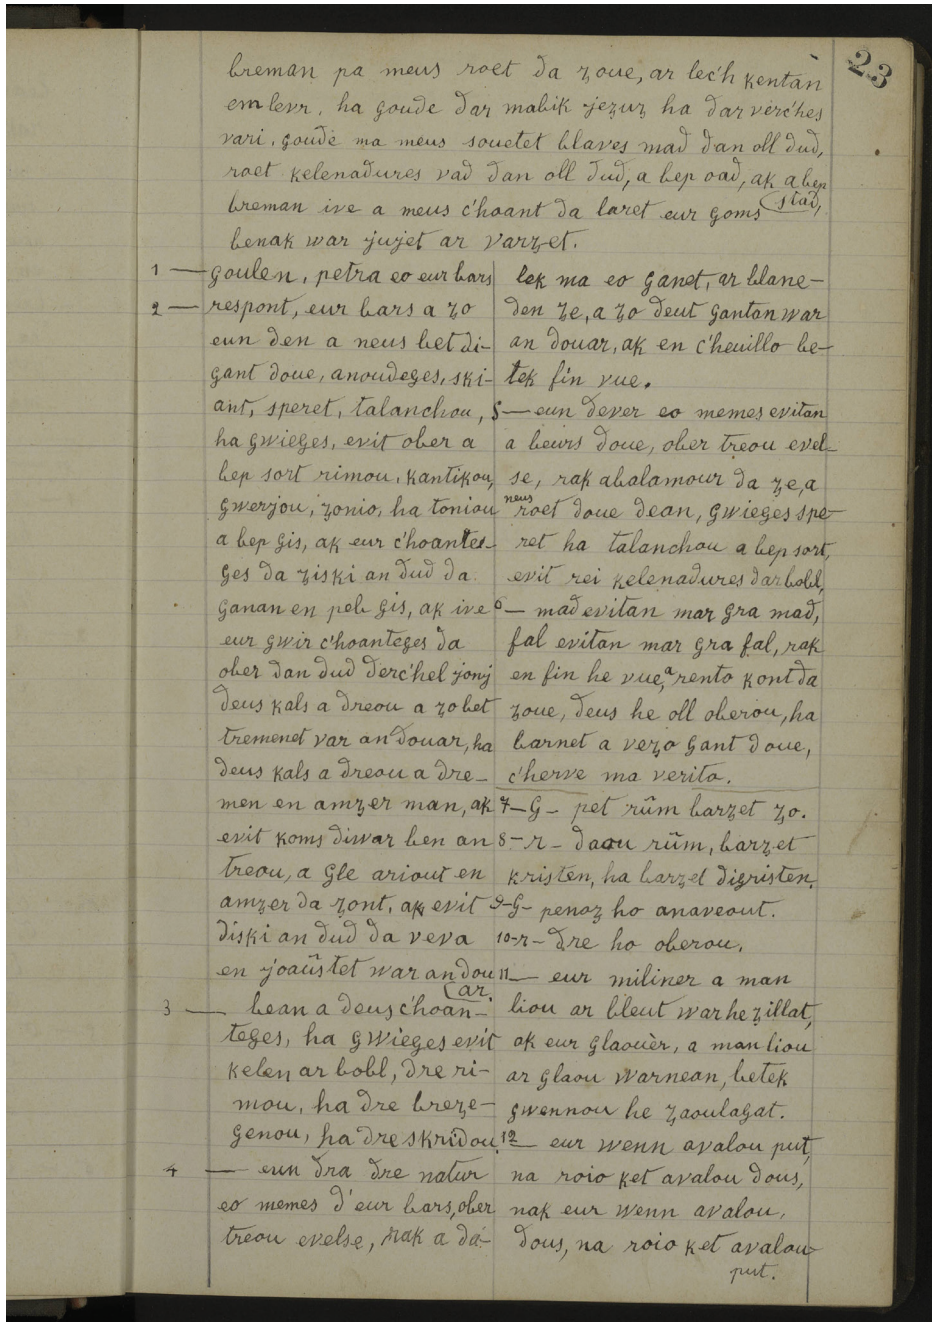 23
breman pa meus roet da zoue, ar lec'h kentan
em levr, ha goude dar mabik jezuz ha dar verc'hes
vari, goude ma meus souetet blaves mad dan oll dud,
roet kelenadures vad dan oll dud, a bep oad, ak a bep
stad,
breman ive a meus c'hoant da laret eur goms
benak war jujet ar varzet.
1 — goulen, petra eo eur bars
2 — respont, eur bars a zo
eun den a neus bet di-
gant doue, anoudeges, ski-
ant, speret, talanchou,
ha gwieges, evit ober a
bep sort rimou, kantikou,
gwerjou, zonio, ha toniou
a bep gis, ak eur c'hoante-
ges da ziski an dud da
ganan en peb gis, ak ive
eur gwir c'hoanteges da
ober dan dud derc'hel jonj
deus kals a dreou a zo bet
tremenet var an douar, ha
deus kals a dreou a dre-
men en amzer man, ak
evit koms diwar ben an
treou, a gle ariout en
amzer da zont, ak evit
diski an dud da veva
en joaüstet war an dou
ar.
3 — bean a deus c'hoan-
teges, ha gwieges evit
kelen ar bobl, dre ri-
mou, ha dre breze-
genou, ha dre skridou.
4 — eun dra dre natur
eo memes d'eur bars, ober
treou evelse, rak a da-
lek ma eo ganet, ar blane-
den ze, a zo deut gantan war
an douar, ak en c'heuillo be-
tek fin vue.
5 — eun dever eo memes evitan
a beurs doue, ober treou evel-
se, rak abalamour da ze, a
neus
roet doue dean, gwieges spe-
ret ha talanchou a bep sort,
evit rei kelenadures dar bobl,
6 — mad evitan mar gra mad,
fal evitan mar gra fal, rak
en fin he vue, a rento kont da
zoue, deus he oll oberou, ha
barnet a vezo gant doue,
c'herve ma verito.
7 — G — pet rûm barzet zo.
8 — r — daou rûm, barzet
kristen, ha barzet digristen.
9 — G — penoz ho anaveout.
10 — r — dre ho oberou.
11 — eur miliner a man
liou ar bleut war he zillat,
ak eur glaouèr, a man liou
ar glaou warnean, betek
gwennou he zaoulagat.
12 — eur wenn avalou put,
na roio ket avalou dous,
nak eur wenn avalou,
dous, na roio ket avalou
put.